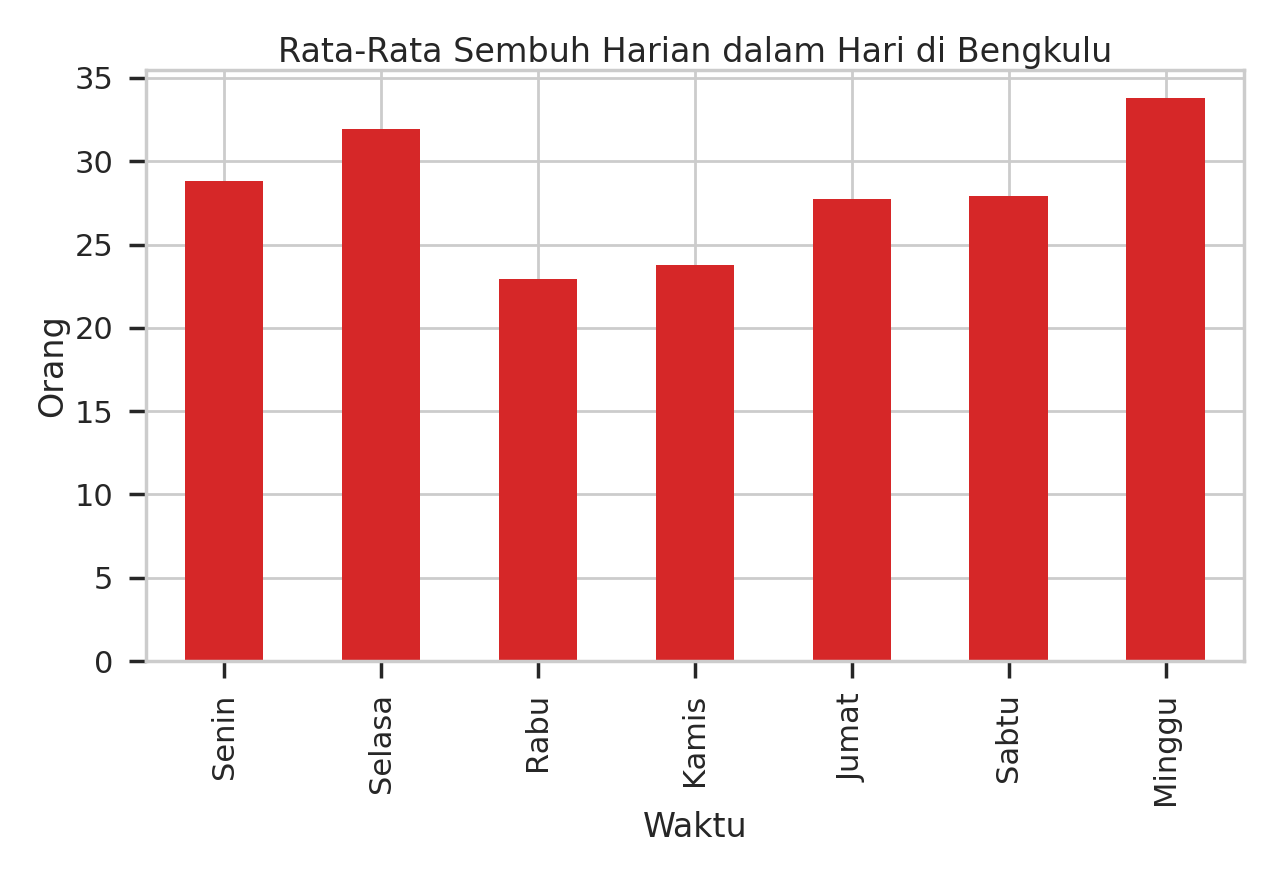 Rata-Rata Sembuh Harian dalam Hari di Bengkulu
35
30
25
20
15
10
5
0
Orang
Senin
Selasa
Rabu
Kamis
Jumat
Sabtu
Minggu
Waktu